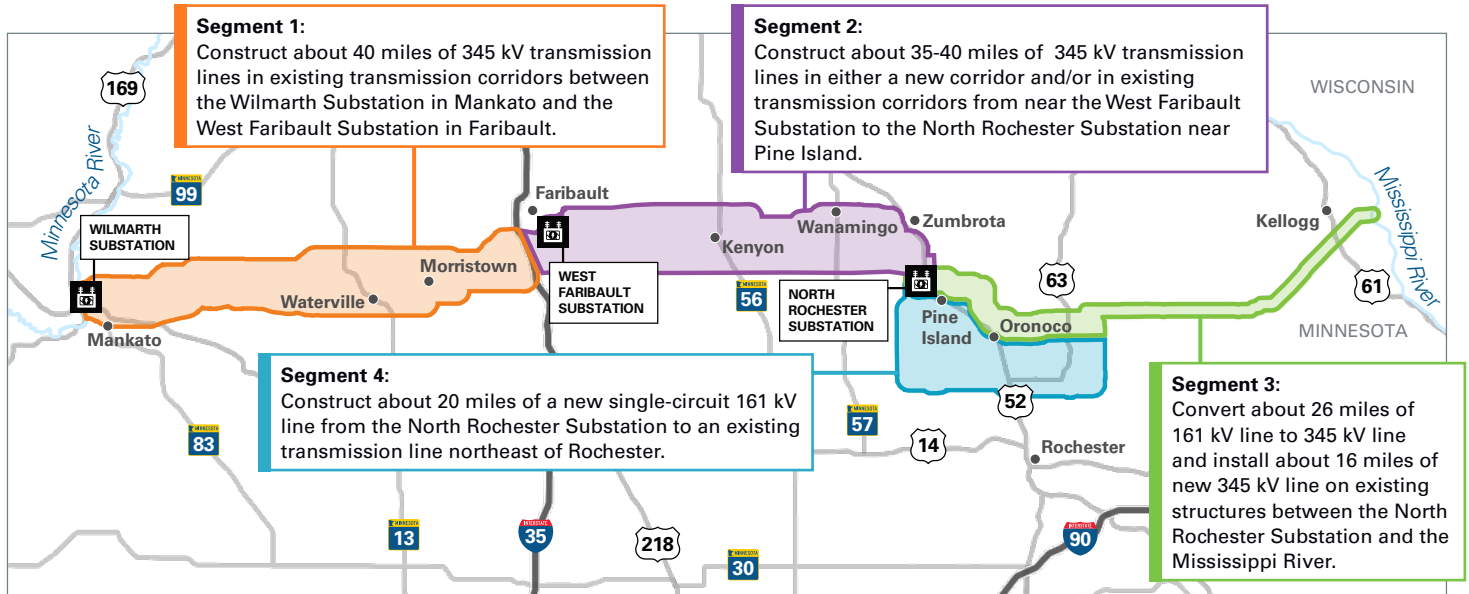 Segment 1:
Construct about 40 miles of 345 kV transmission
lines in existing transmission corridors between
the Wilmarth Substation in Mankato and the
West Faribault Substation in Faribault.
Segment 2:
Construct about 35-40 miles of 345 kV transmission
lines in either a new corridor and/or in existing
transmission corridors from near the West Faribault
Substation to the North Rochester Substation near
Pine Island.
WISCONSIN
169
Minnesota River
MINNESOTA
99
Faribault
Mississippi River
Kellogg
Wanamingo
Zumbrota
WILMARTH
SUBSTATION
Kenyon
Morristown
WEST
FARIBAULT
SUBSTATION
MINNESOTA
56
NORTH
ROCHESTER
SUBSTATION
63
61
Waterville
Pine
Island
Oronoco
MINNESOTA
Mankato
Segment 4:
Construct about 20 miles of a new single-circuit 161 kV
line from the North Rochester Substation to an existing
transmission line northeast of Rochester.
Segment 3:
Convert about 26 miles of
161 kV line to 345 kV line
and install about 16 miles of
new 345 kV line on existing
structures between the North
Rochester Substation and the
Mississippi River.
52
MINNESOTA
57
MINNESOTA
83
14
Rochester
MINNESOTA
13
INTERSTATE
35
218
MINNESOTA
30
INTERSTATE
90